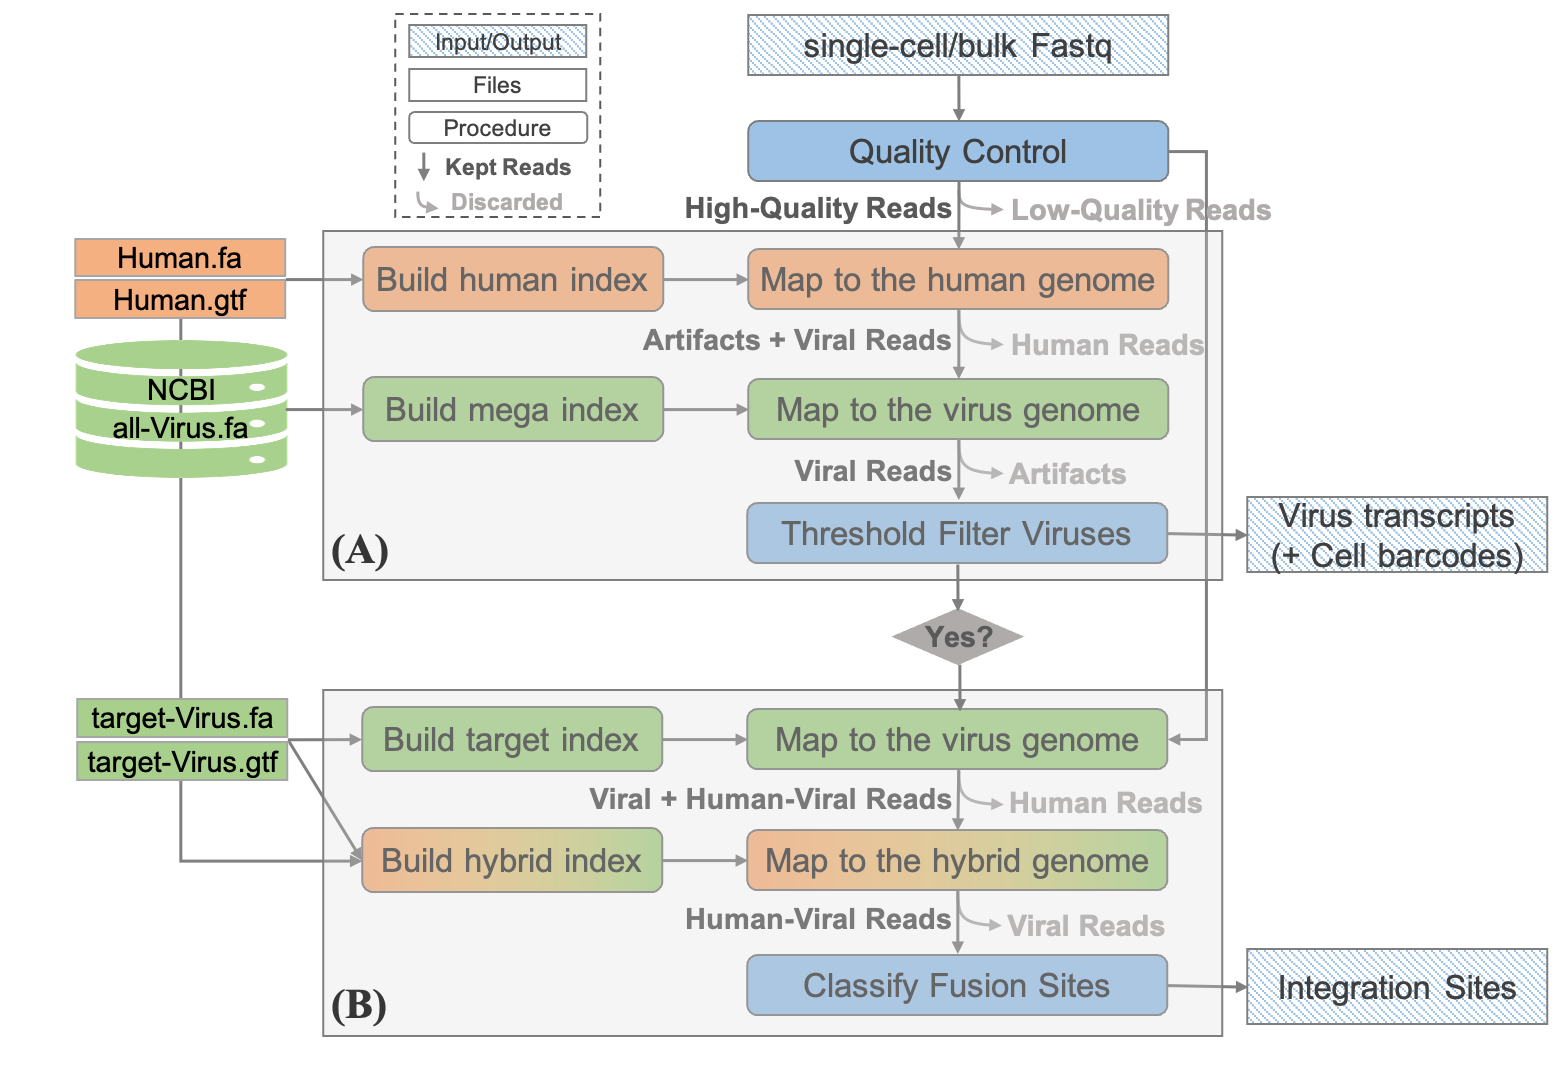 Input/Output
Files
Procedure
Kept Reads
Discarded
single-cell/bulk Fastq
Quality Control
High-Quality Reads
Low-Quality Reads
Human.fa
Human.gtf
Build human index
Map to the human genome
Artifacts + Viral Reads
Human Reads
NCBI
all-Virus.fa
Build mega index
Map to the virus genome
Viral Reads
Artifacts
(A)
Threshold Filter Viruses
Virus transcripts
(+ Cell barcodes)
Yes?
target-Virus.fa
target-Virus.gtf
Build target index
Map to the virus genome
Viral + Human-Viral Reads
Human Reads
Build hybrid index
Map to the hybrid genome
Human-Viral Reads
Viral Reads
(B)
Classify Fusion Sites
Integration Sites